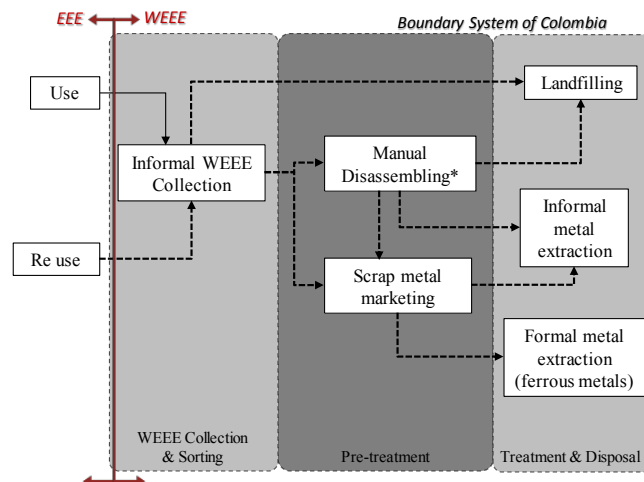 EEE WEEE
Boundary System of Colombia
Use
Landfilling
Informal WEEE
Collection
Manual
Disassembling*
Informal
metal
extraction
Re use
Scrap metal
marketing
Formal metal
extraction
(ferrous metals)
WEEE Collection
& Sorting
Pre-treatment
Treatment & Disposal